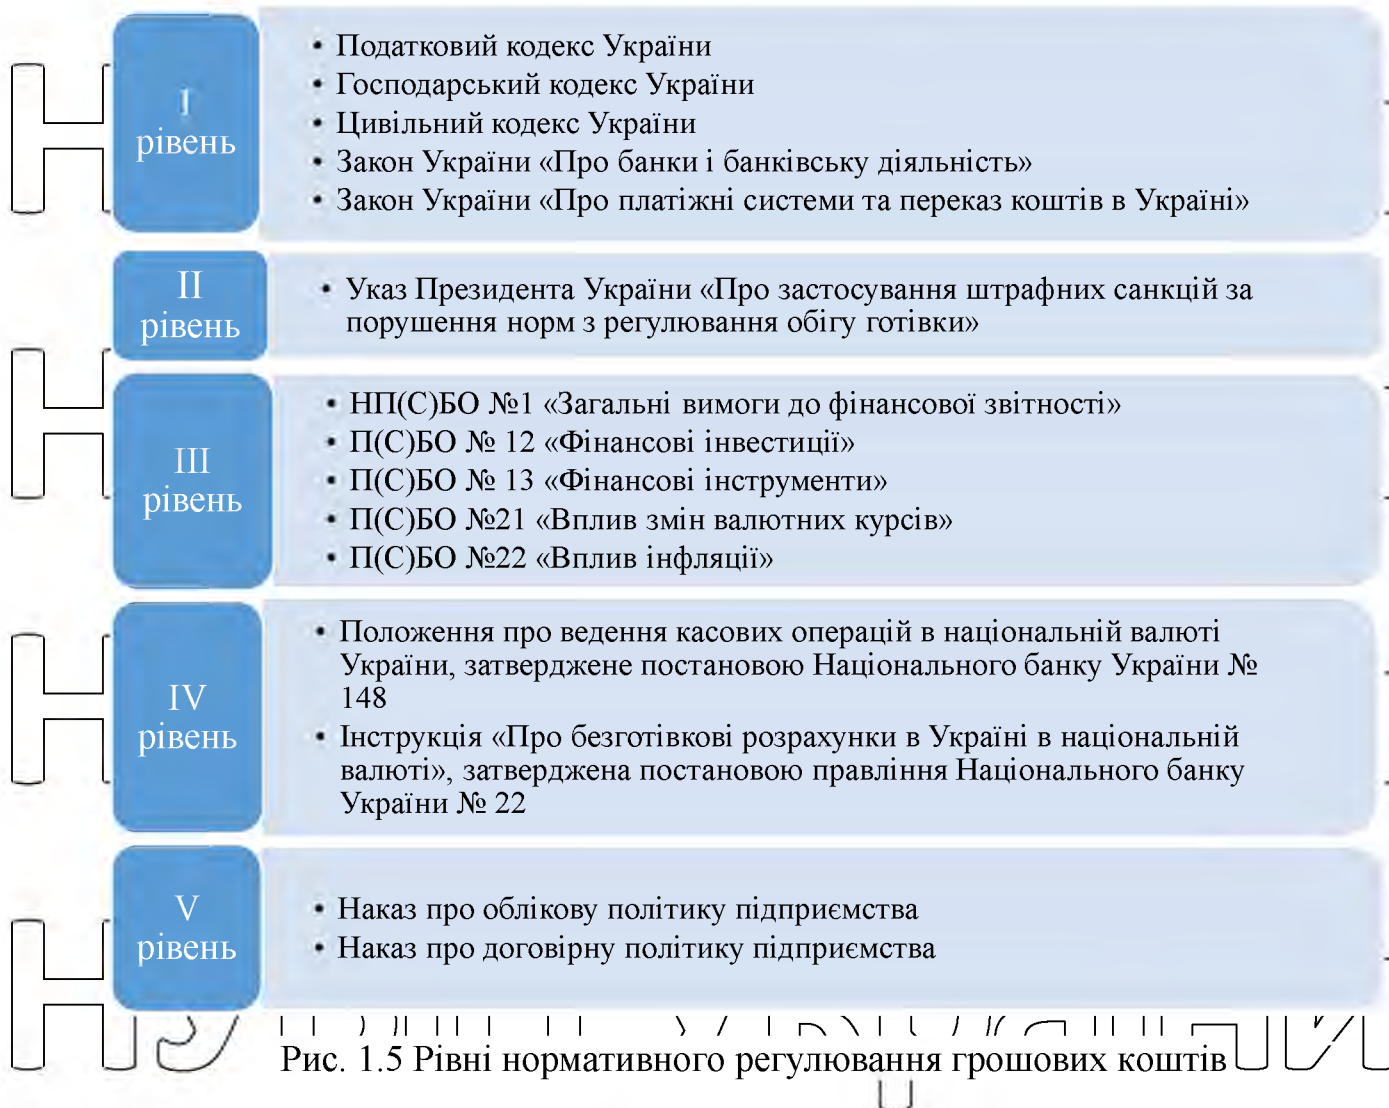 I
рівень
• Податковий кодекс України
• Господарський кодекс України
• Цивільний кодекс України
• Закон України «Про банки і банківську діяльність»
• Закон України «Про платіжні системи та переказ коштів в Україні»
II
рівень
• Указ Президента України «Про застосування штрафних санкцій за
порушення норм з регулювання обігу готівки»
III
рівень
• НП(С)БО №1 «Загальні вимоги до фінансової звітності»
• П(С)БО № 12 «Фінансові інвестиції»
• П(С)БО № 13 «Фінансові інструменти»
• П(С)БО №21 «Вплив змін валютних курсів»
• П(С)БО №22 «Вплив інфляції»
IV
рівень
• Положення про ведення касових операцій в національній валюті
України, затверджене постановою Національного банку України №
148
• Інструкція «Про безготівкові розрахунки в Україні в національній
валюті», затверджена постановою правління Національного банку
України № 22
V
рівень
• Наказ про облікову політику підприємства
• Наказ про договірну політику підприємства
Рис. 1.5 Рівні нормативного регулювання грошових коштів